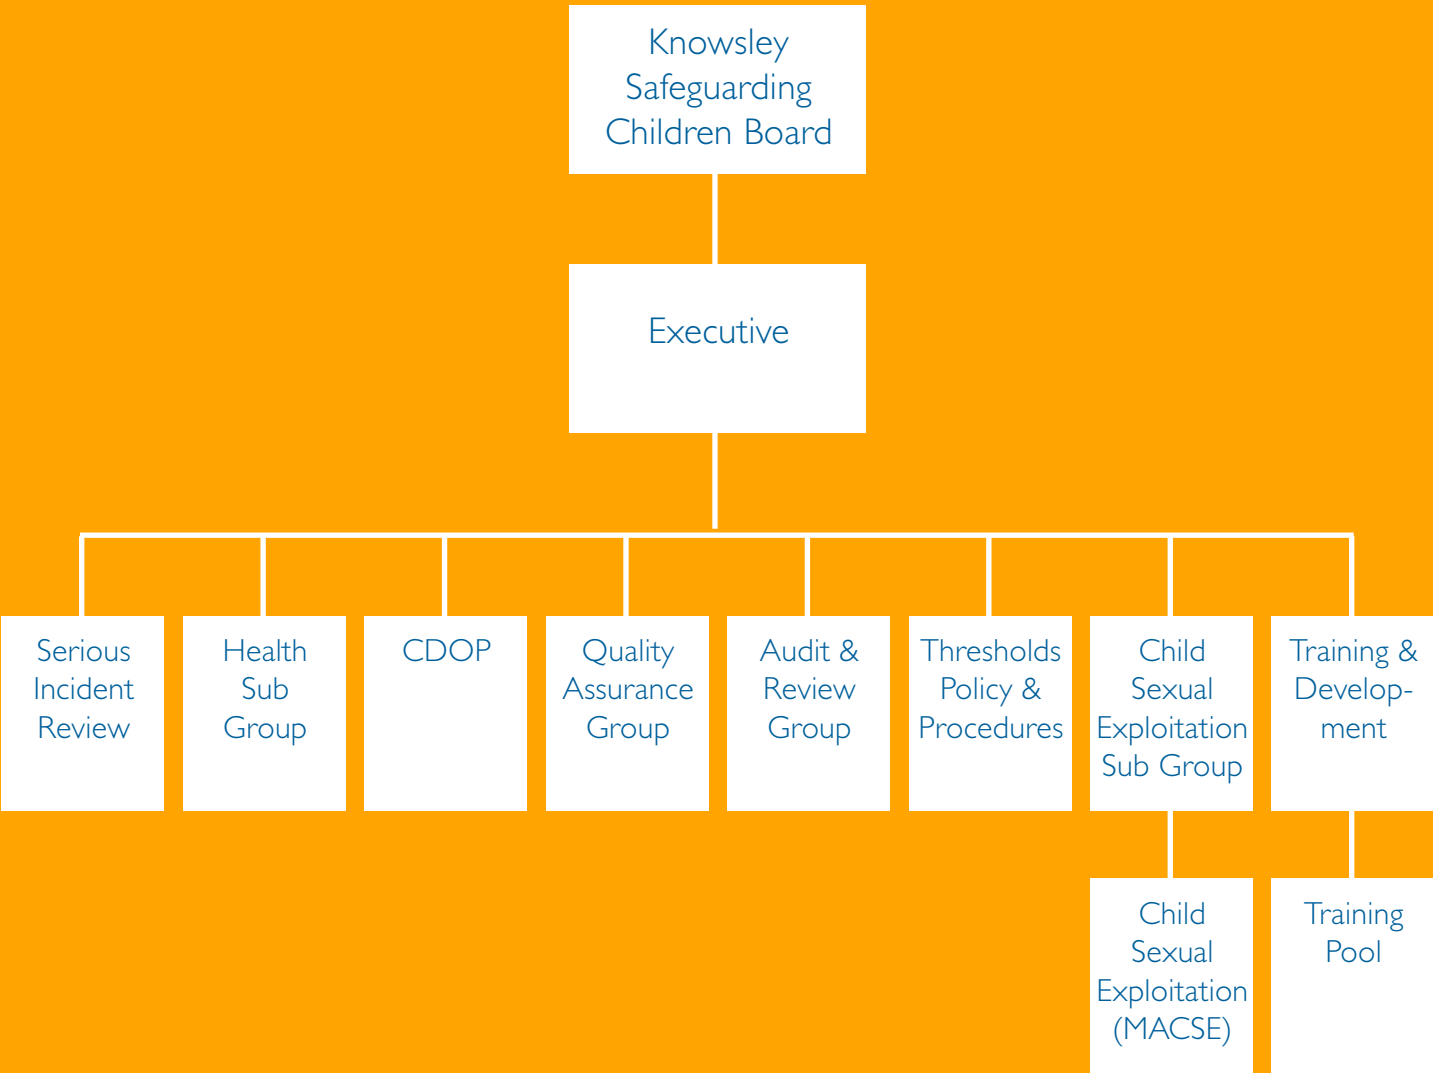 Knowsley
Safeguarding
Children Board
Executive
Serious
Incident
Review
Health
Sub
Group
CDOP
Quality
Assurance
Group
Audit &
Review
Group
Thresholds
Policy &
Procedures
Child
Sexual
Exploitation
Sub Group
Training &
Develop-
ment
Child
Sexual
Exploitation
(MACSE)
Training
Pool